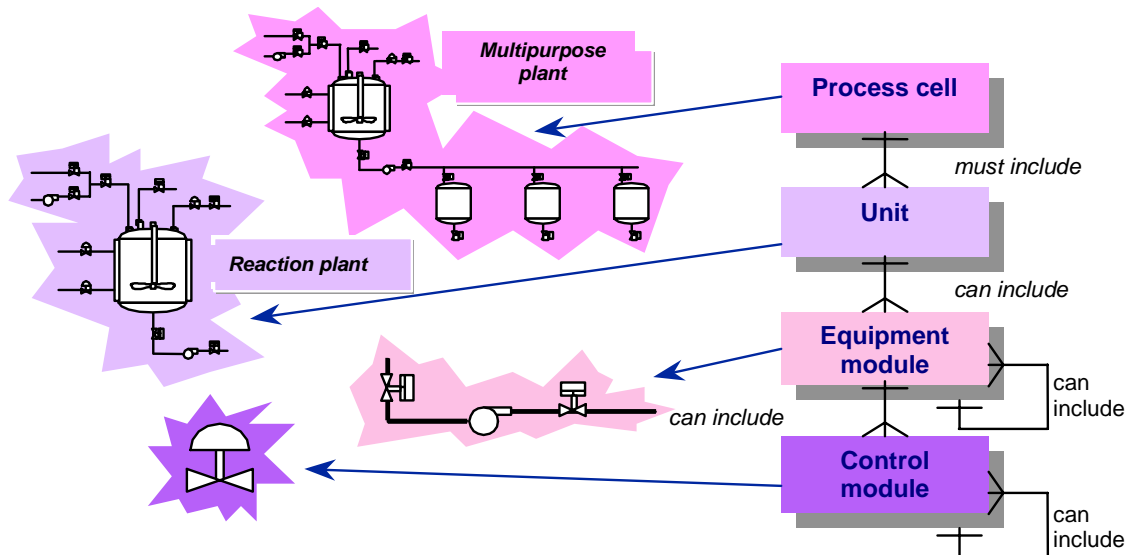 Multipurpose
plant
Process cell
must include
Unit
Reaction plant
can include
Equipment
module
can
include
can include
Control
module
can
include